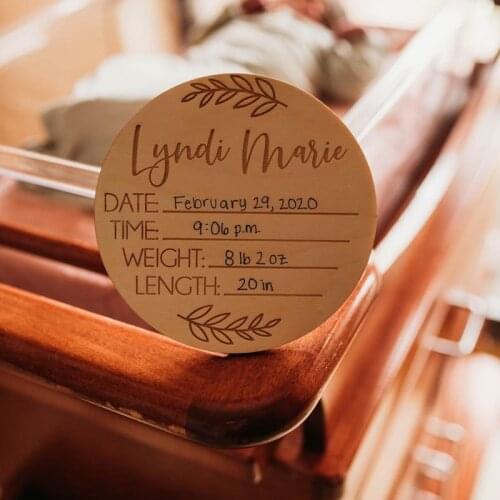 Lyndi Marie
DATE: February 29, 2020
TIME: 9:06 p.m.
WEIGHT: 8 lb 2 oz
LENGTH: 20 in